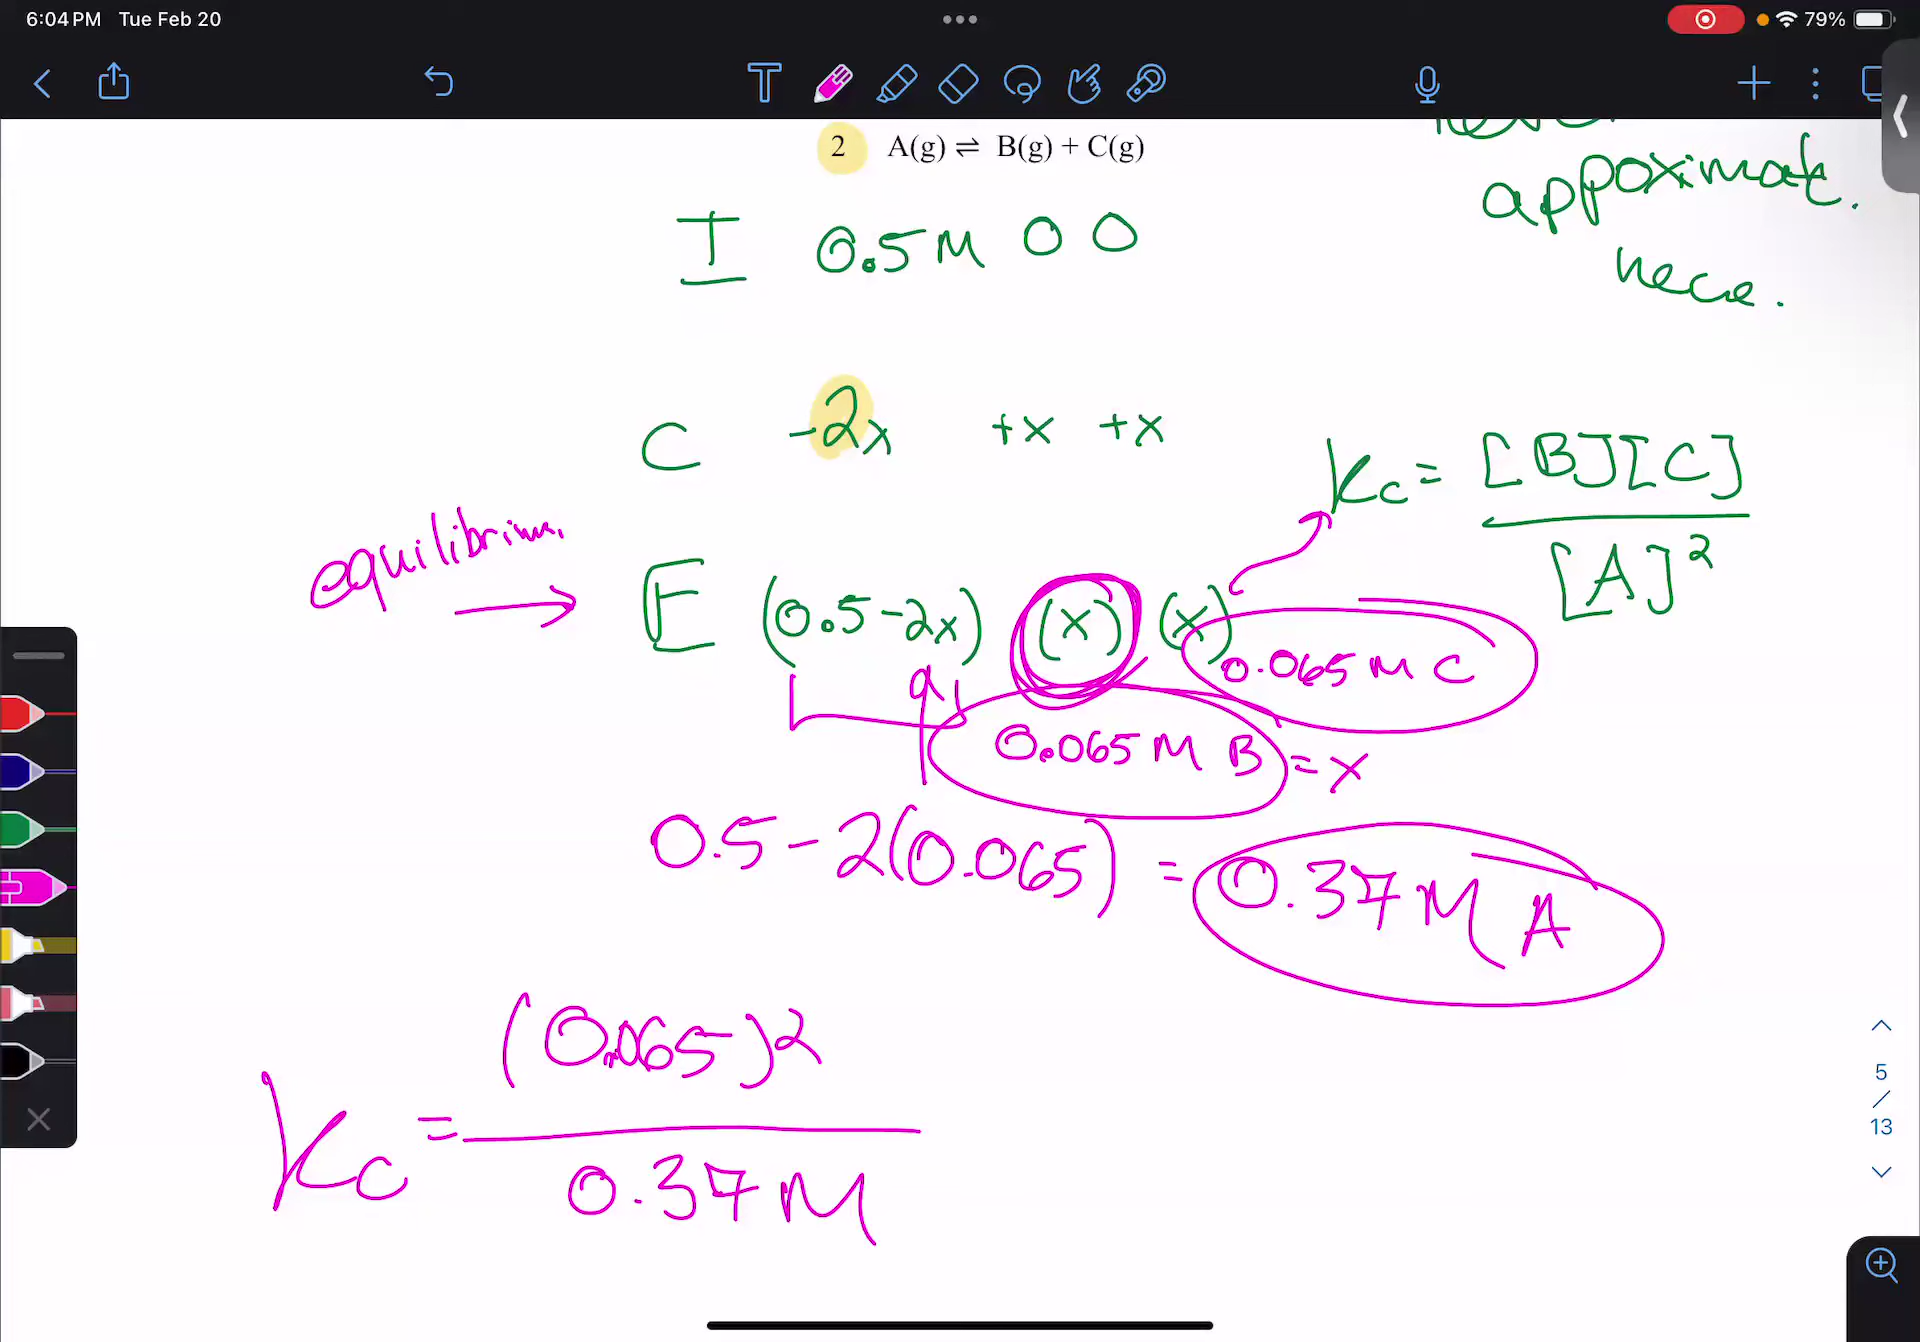 6:04 PM Tue Feb 20
79%
2 A(g) ⇌ B(g) + C(g)
appoximate.
here.
I 0.5M 0 0
C -2x +x +x
Kc = [B][C] / [A]²
equilibrium.
E (0.5-2x) (x) (x)
0.065 M C
0.065 M B = x
0.5 - 2(0.065) = 0.37 M A
Kc = (0.065)² / 0.37 M
5
/
13